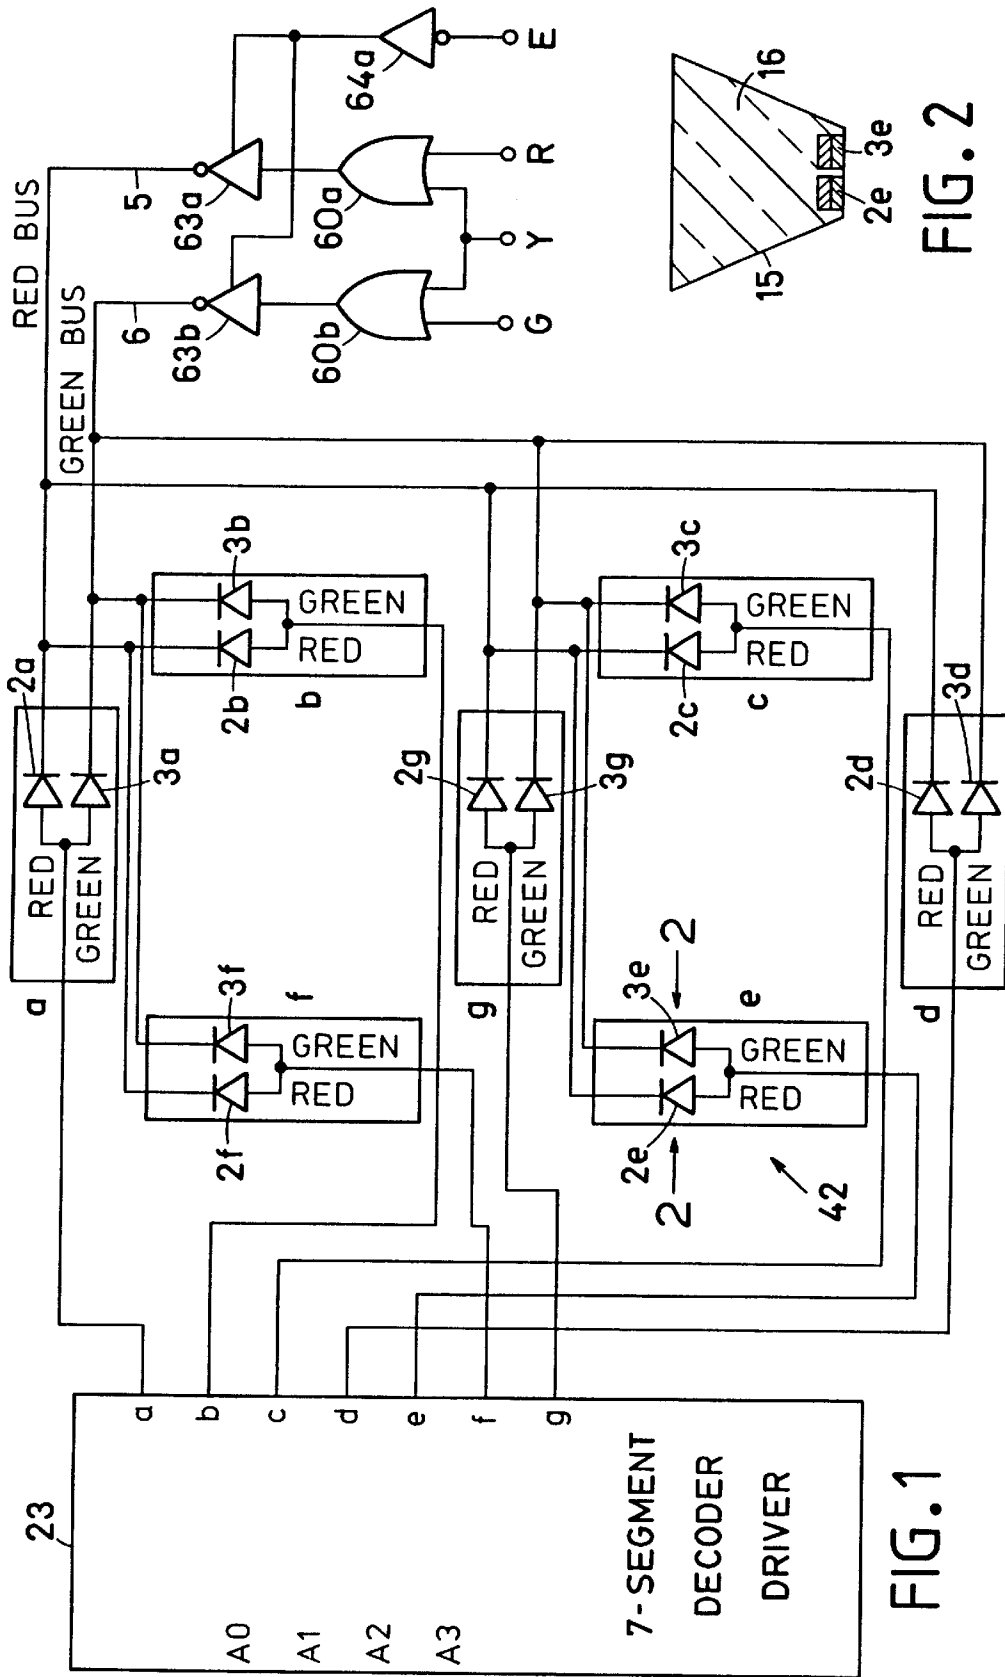 23
A0
A1
A2
A3
7-SEGMENT
DECODER
DRIVER
a
b
c
d
e
f
g
FIG.1
a
RED
GREEN
2a
3a
f
2f
3f
RED
GREEN
b
2b
3b
RED
GREEN
g
RED
GREEN
2g
3g
e
2e
3e
RED
GREEN
2
2
42
c
2c
3c
RED
GREEN
d
RED
GREEN
2d
3d
RED BUS
GREEN BUS
5
6
63a
63b
64a
60a
60b
G
Y
R
E
15
16
2e
3e
FIG. 2